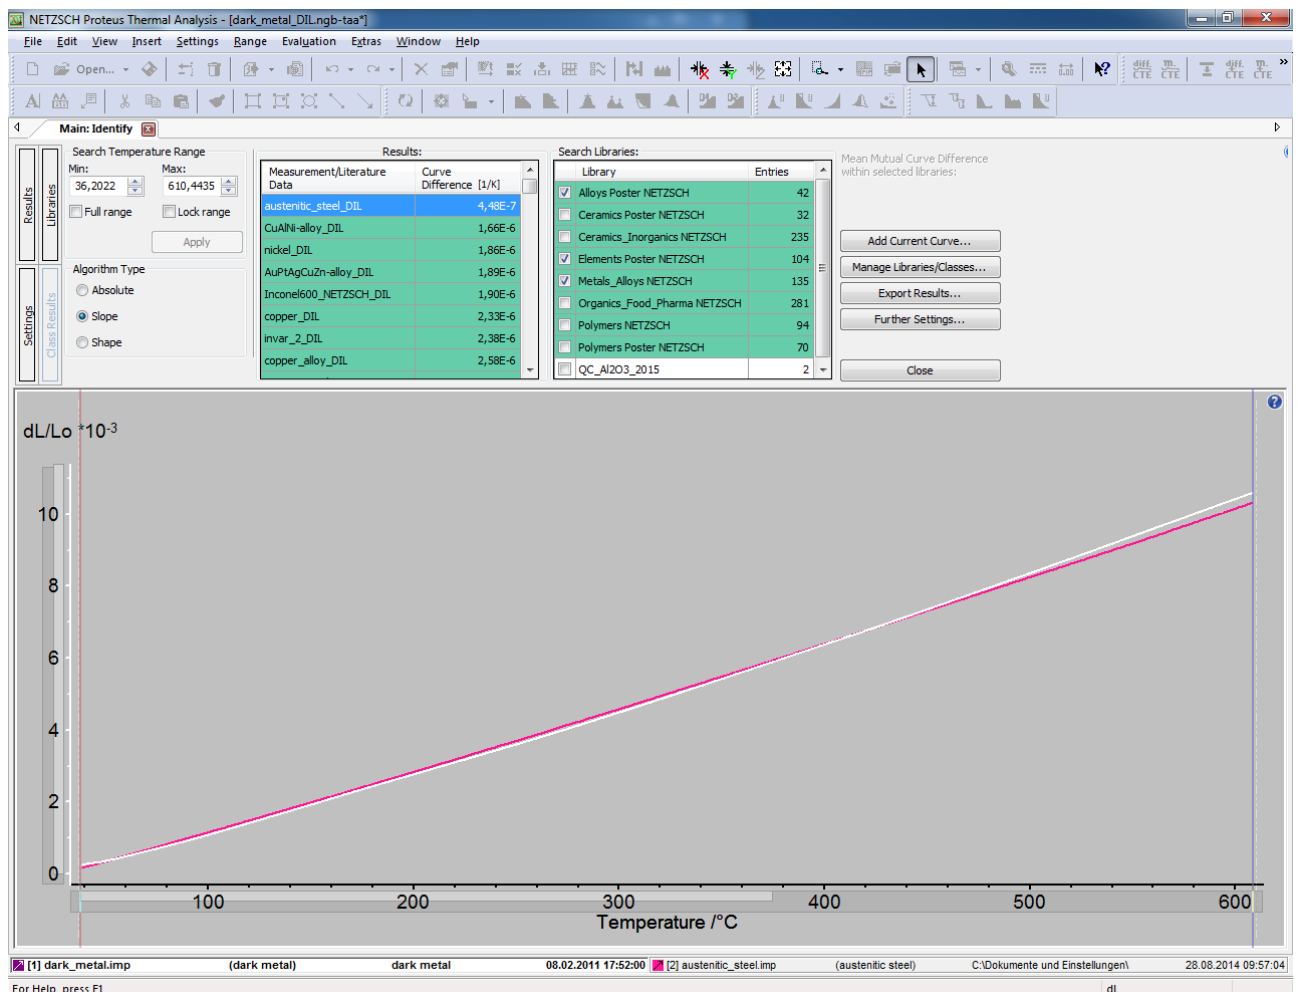 NETZSCH Proteus Thermal Analysis - [dark_metal_DIL.ngb-taa*]
File Edit View Insert Settings Range Evaluation Extras Window Help
Open...
diff. CTE m. CTE diff. CTE T. CTE
Main: Identify
Results
Libraries
Settings
Class Results
Search Temperature Range
Min: Max:
36,2022 610,4435
Full range Lock range
Apply
Algorithm Type
Absolute
Slope
Shape
Results:
Measurement/Literature Data Curve Difference [1/K]
austenitic_steel_DIL 4,48E-7
CuAlNi-alloy_DIL 1,66E-6
nickel_DIL 1,86E-6
AuPtAgCuZn-alloy_DIL 1,89E-6
Inconel600_NETZSCH_DIL 1,90E-6
copper_DIL 2,33E-6
invar_2_DIL 2,38E-6
copper_alloy_DIL 2,58E-6
Search Libraries:
Library Entries
Alloys Poster NETZSCH 42
Ceramics Poster NETZSCH 32
Ceramics_Inorganics NETZSCH 235
Elements Poster NETZSCH 104
Metals_Alloys NETZSCH 135
Organics_Food_Pharma NETZSCH 281
Polymers NETZSCH 94
Polymers Poster NETZSCH 70
QC_Al2O3_2015 2
Mean Mutual Curve Difference
within selected libraries:
Add Current Curve...
Manage Libraries/Classes...
Export Results...
Further Settings...
Close
dL/Lo *10-3
10
8
6
4
2
0
100 200 300 400 500 600
Temperature /°C
[1] dark_metal.imp (dark metal) dark metal 08.02.2011 17:52:00 [2] austenitic_steel.imp (austenitic steel) C:\Dokumente und Einstellungen\ 28.08.2014 09:57:04
For Help, press F1 dL